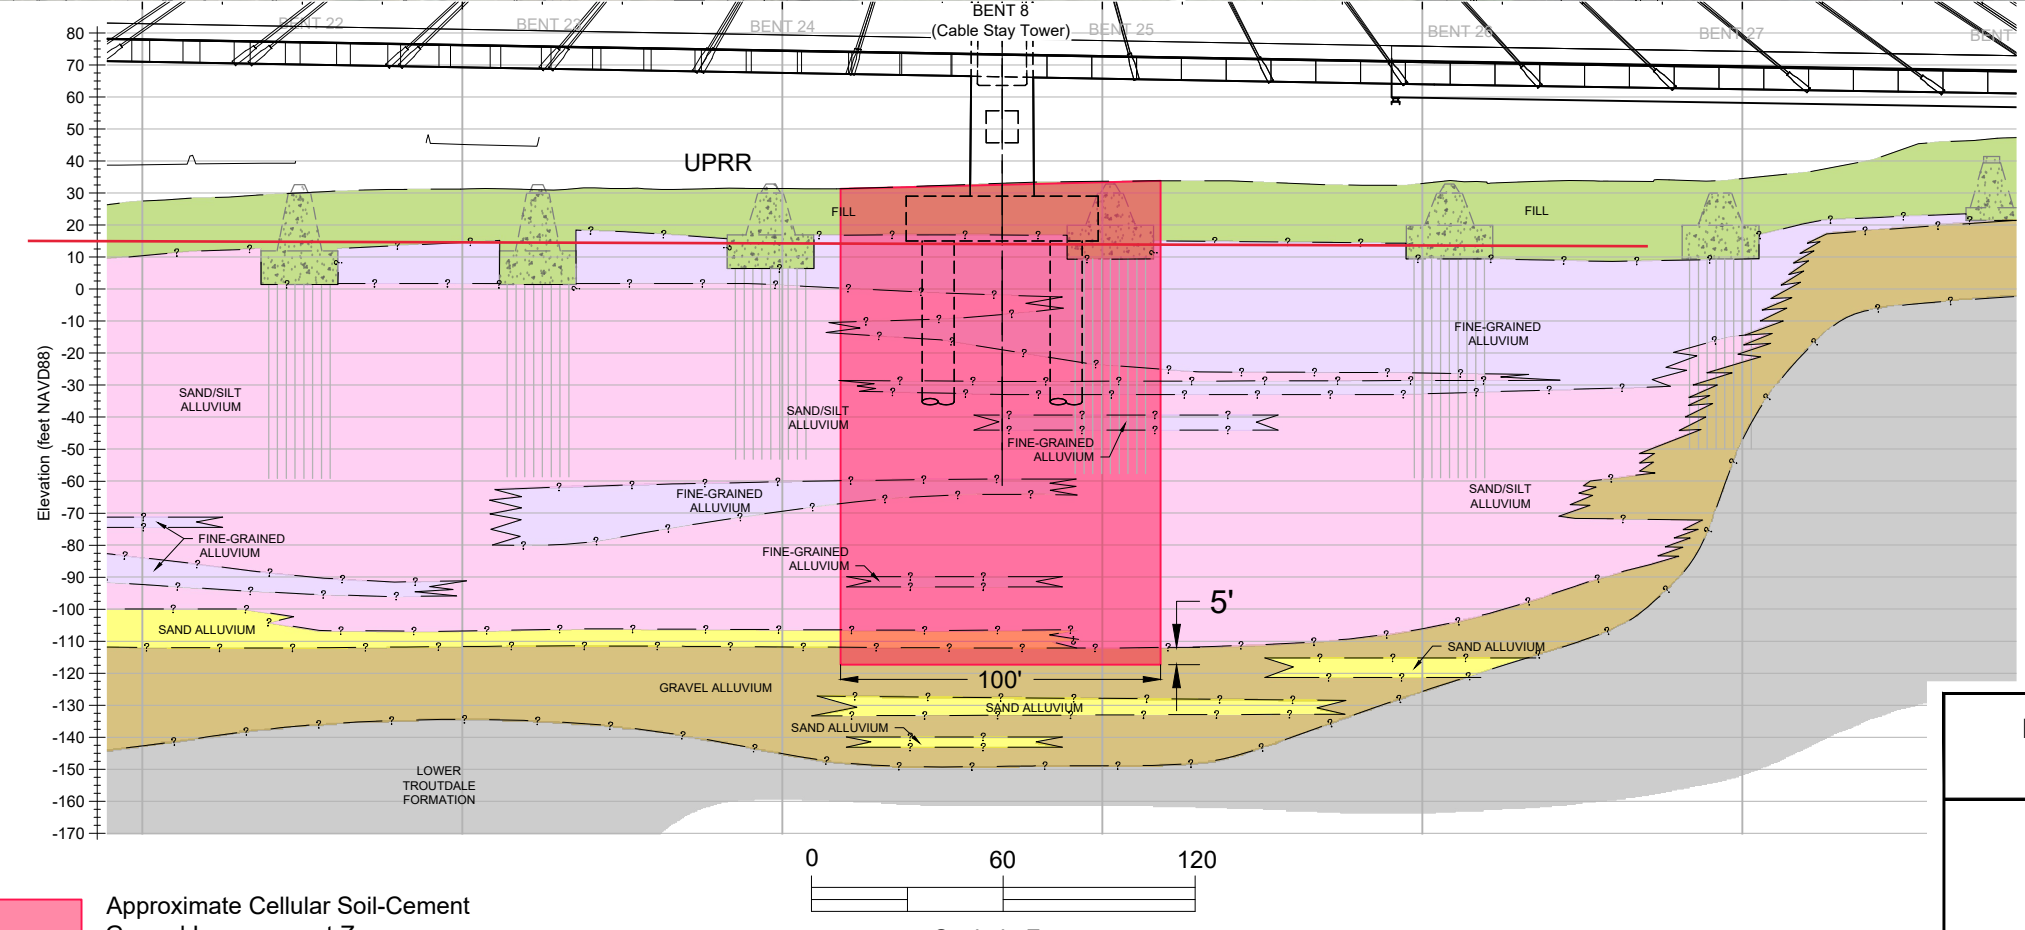 BENT 22
BENT 23
BENT 24
BENT 8
(Cable Stay Tower)
BENT 25
BENT 26
BENT 27
BENT
80
70
60
50
40
30
20
10
0
-10
-20
-30
-40
-50
-60
-70
-80
-90
-100
-110
-120
-130
-140
-150
-160
-170
Elevation (feet NAVD88)
UPRR
FILL
FILL
FINE-GRAINED
ALLUVIUM
SAND/SILT
ALLUVIUM
SAND/SILT
ALLUVIUM
FINE-GRAINED
ALLUVIUM
FINE-GRAINED
ALLUVIUM
SAND/SILT
ALLUVIUM
FINE-GRAINED
ALLUVIUM
FINE-GRAINED
ALLUVIUM
5'
SAND ALLUVIUM
SAND ALLUVIUM
100'
GRAVEL ALLUVIUM
SAND ALLUVIUM
SAND ALLUVIUM
LOWER
TROUTDALE
FORMATION
0 60 120
Approximate Cellular Soil-Cement